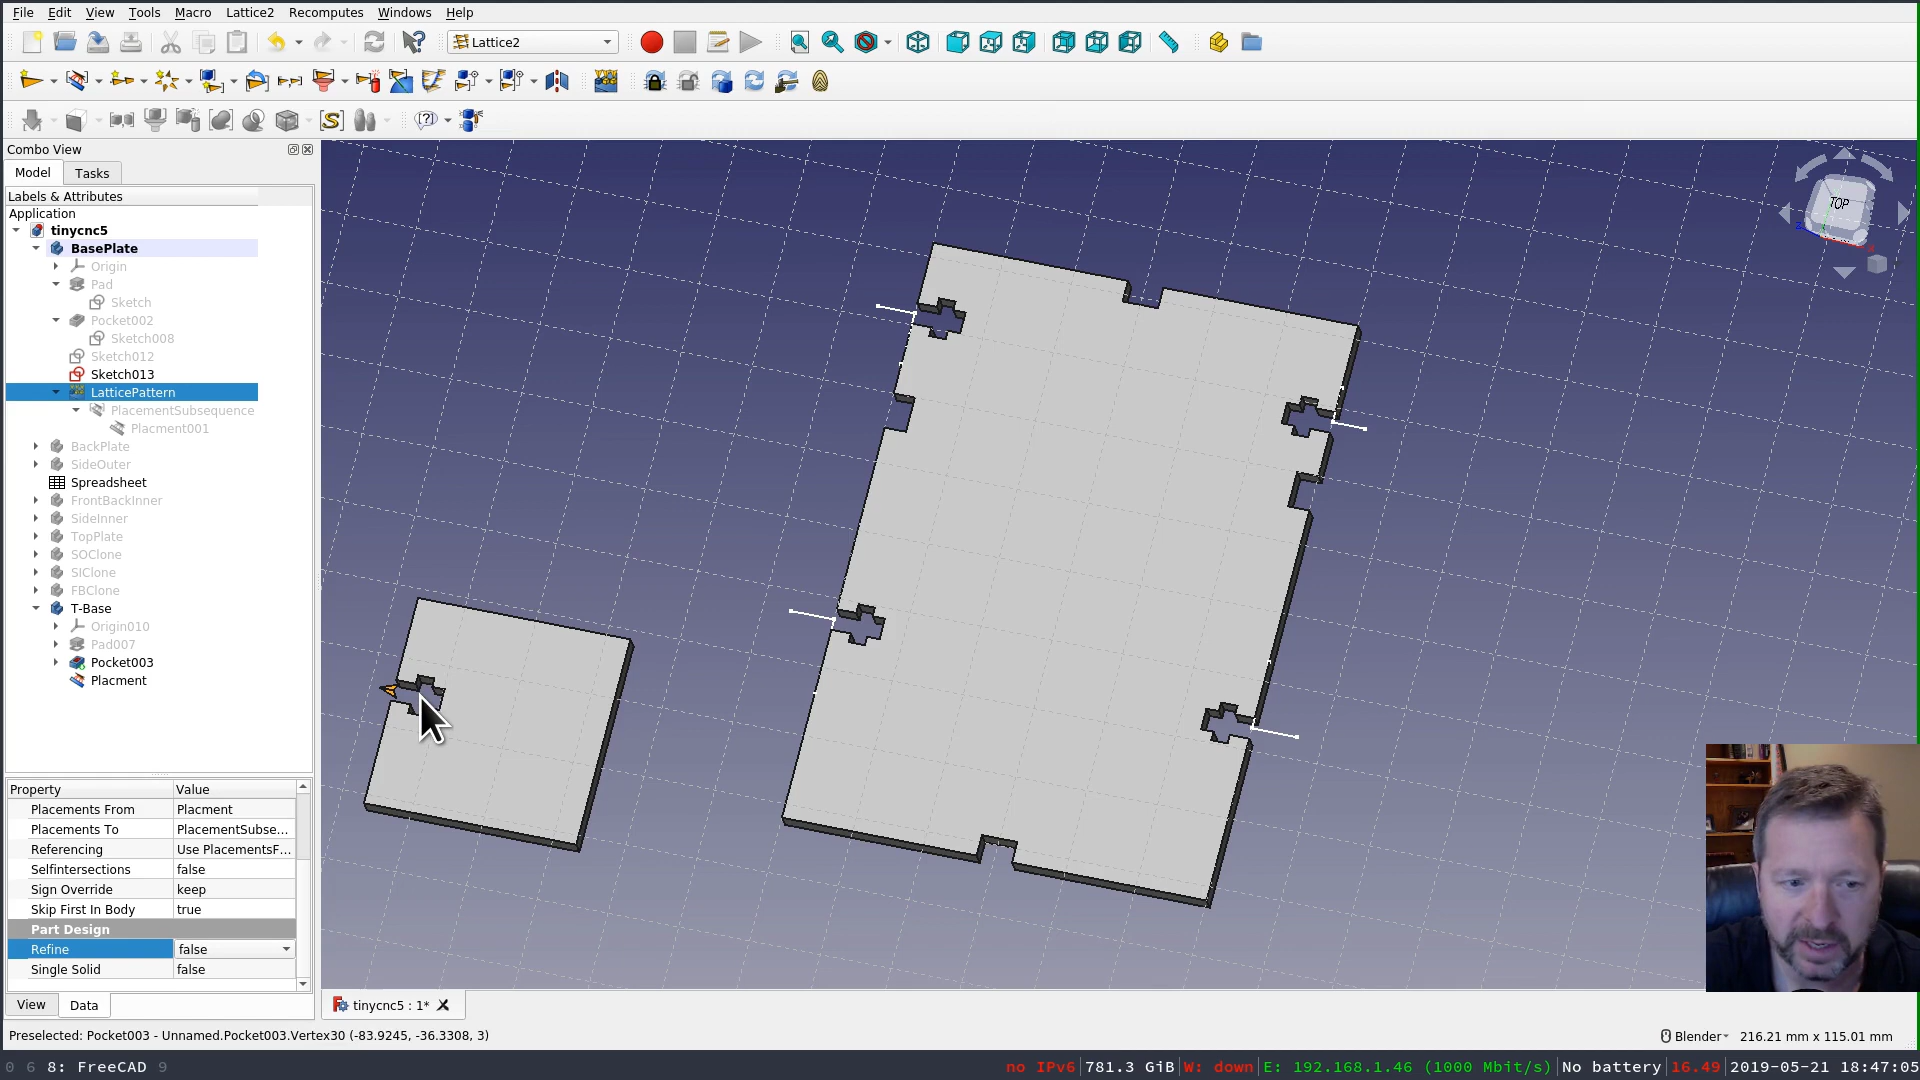 File Edit View Tools Macro Lattice2 Recomputes Windows Help
Lattice2
Combo View
Model Tasks
Labels & Attributes
Application
tinycnc5
BasePlate
Origin
Pad
Sketch
Pocket002
Sketch008
Sketch012
Sketch013
LatticePattern
PlacementSubsequence
Placment001
BackPlate
SideOuter
Spreadsheet
FrontBackInner
SideInner
TopPlate
SOClone
SIClone
FBClone
T-Base
Origin010
Pad007
Pocket003
Placment
TOP
Property Value
Placements From Placment
Placements To PlacementSubse...
Referencing Use PlacementsF...
Selfintersections false
Sign Override keep
Skip First In Body true
Part Design
Refine false
Single Solid false
View Data
tinycnc5 : 1*
Preselected: Pocket003 - Unnamed.Pocket003.Vertex30 (-83.9245, -36.3308, 3)
Blender 216.21 mm x 115.01 mm
0 6 8: FreeCAD 9
no IPv6|781.3 GiB|W: down|E: 192.168.1.46 (1000 Mbit/s)|No battery|16.49|2019-05-21 18:47:05